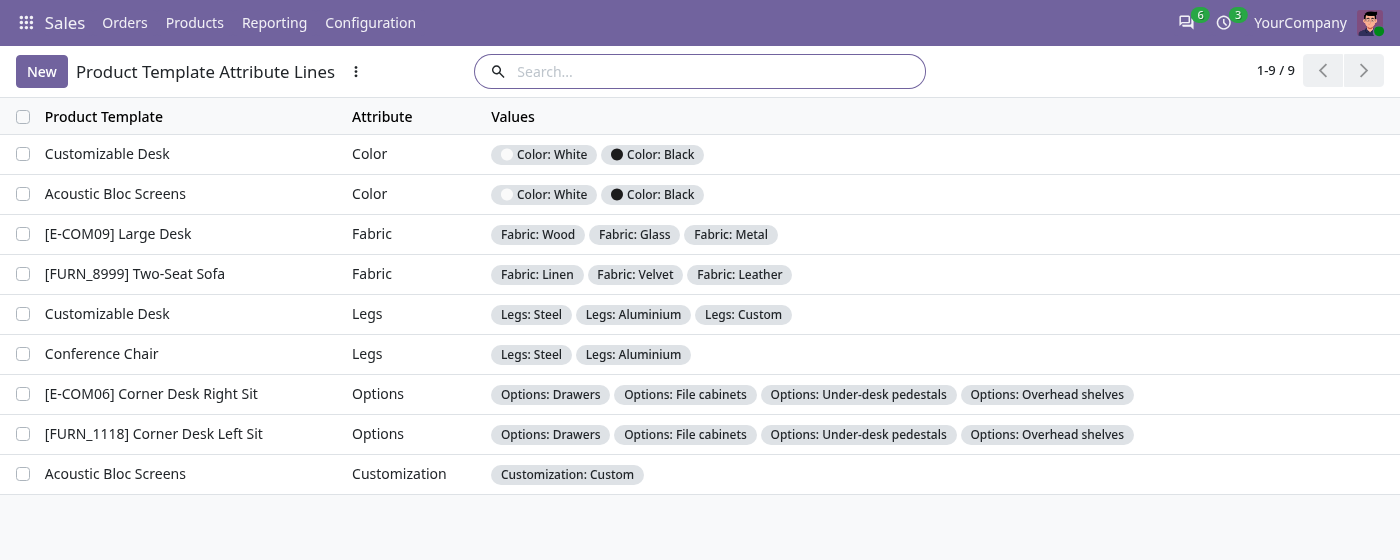 Sales Orders Products Reporting Configuration 6 3 YourCompany
New Product Template Attribute Lines Search... 1-9 / 9
Product Template Attribute Values
Customizable Desk Color Color: White Color: Black
Acoustic Bloc Screens Color Color: White Color: Black
[E-COM09] Large Desk Fabric Fabric: Wood Fabric: Glass Fabric: Metal
[FURN_8999] Two-Seat Sofa Fabric Fabric: Linen Fabric: Velvet Fabric: Leather
Customizable Desk Legs Legs: Steel Legs: Aluminium Legs: Custom
Conference Chair Legs Legs: Steel Legs: Aluminium
[E-COM06] Corner Desk Right Sit Options Options: Drawers Options: File cabinets Options: Under-desk pedestals Options: Overhead shelves
[FURN_1118] Corner Desk Left Sit Options Options: Drawers Options: File cabinets Options: Under-desk pedestals Options: Overhead shelves
Acoustic Bloc Screens Customization Customization: Custom